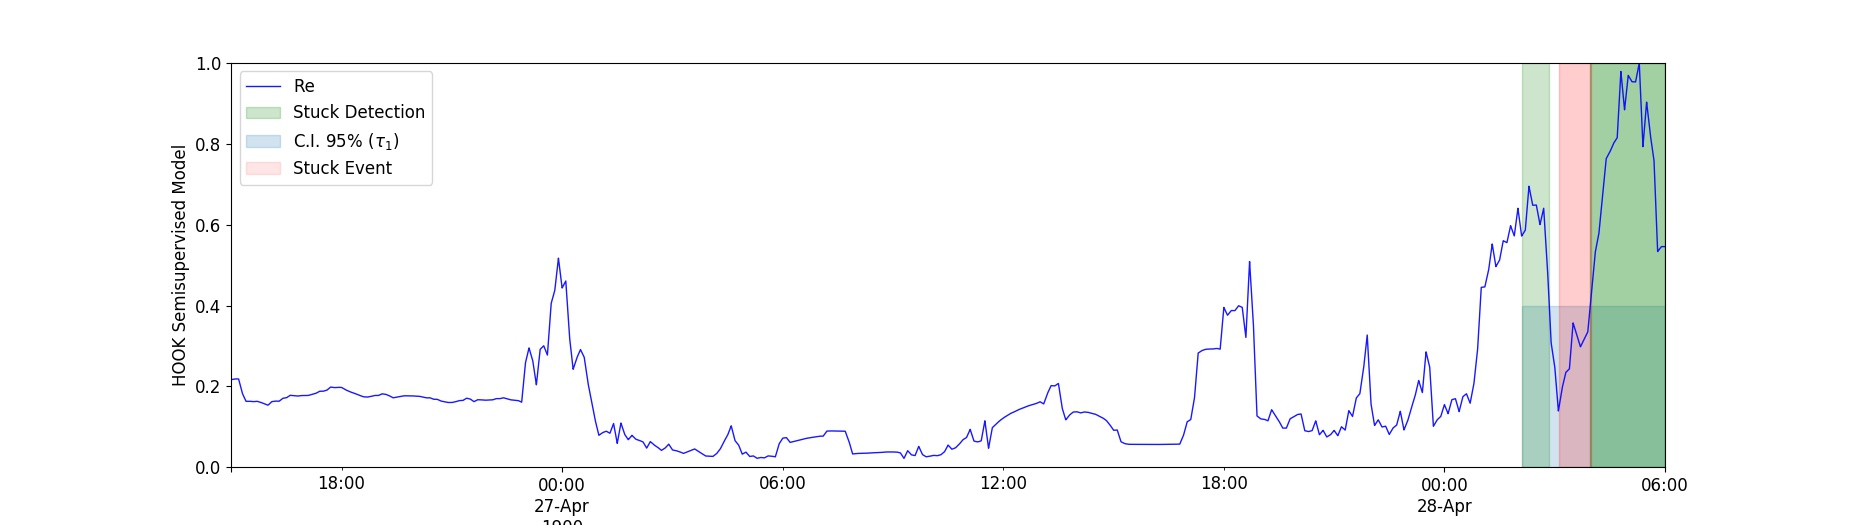 1.0
0.8
0.6
0.4
0.2
0.0
HOOK Semisupervised Model
Re
Stuck Detection
C.I. 95% (τ₁)
Stuck Event
18:00
00:00
27-Apr
1900
06:00
12:00
18:00
00:00
28-Apr
06:00